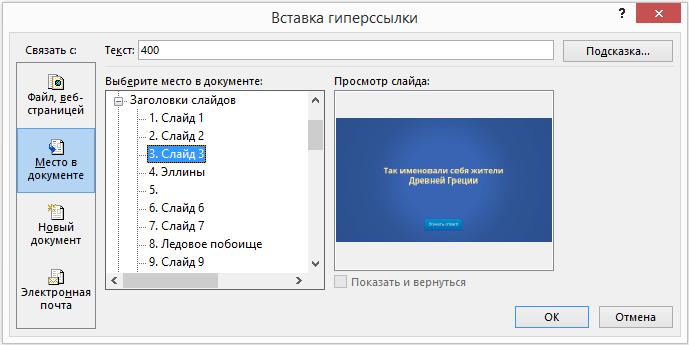 Вставка гиперссылки
?
Связать с:
Текст:
400
Подсказка...
Файл, веб-
страницей
Место в
документе
Новый
документ
Электронная
почта
Выберите место в документе:
Заголовки слайдов
1. Слайд 1
2. Слайд 2
3. Слайд 3
4. Эллины
5.
6. Слайд 6
7. Слайд 7
8. Ледовое побоище
9. Слайд 9
Просмотр слайда:
Так именовали себя жители
Древней Греции
Узнать ответ
Показать и вернуться
ОК
Отмена